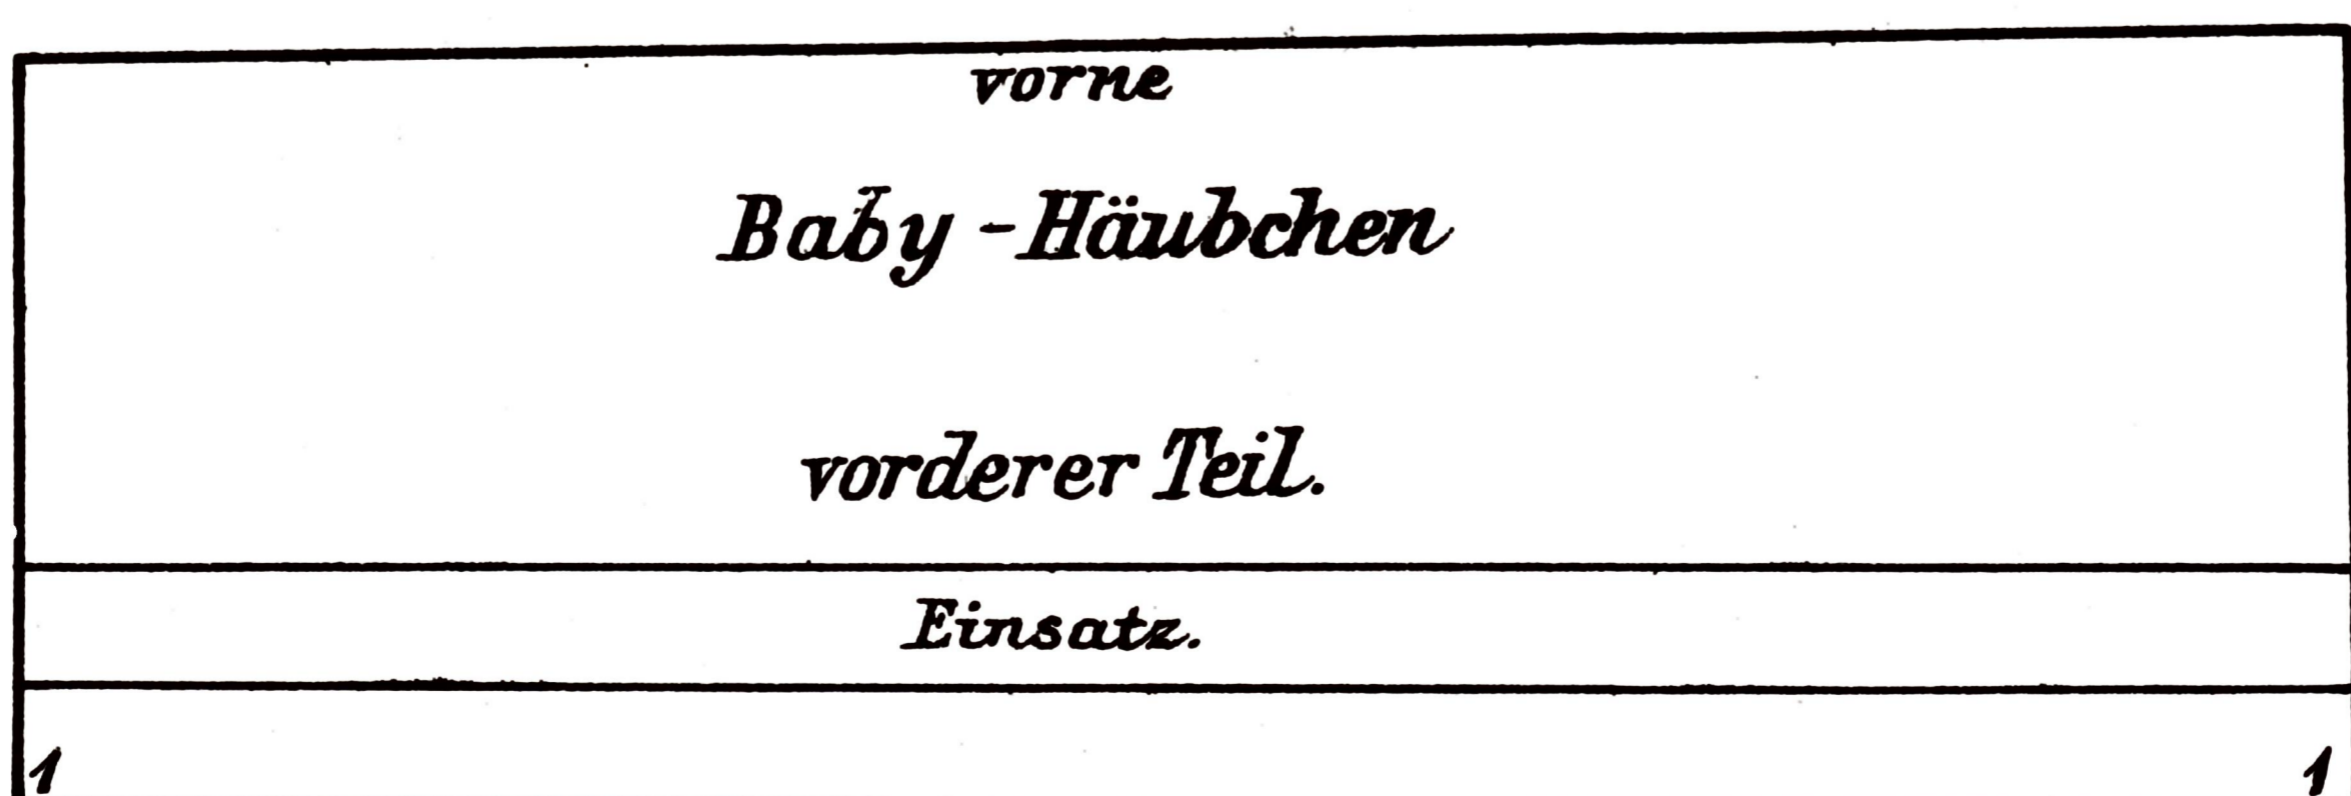 vorne
Baby-Häubchen
vorderer Teil.
Einsatz.
1 1